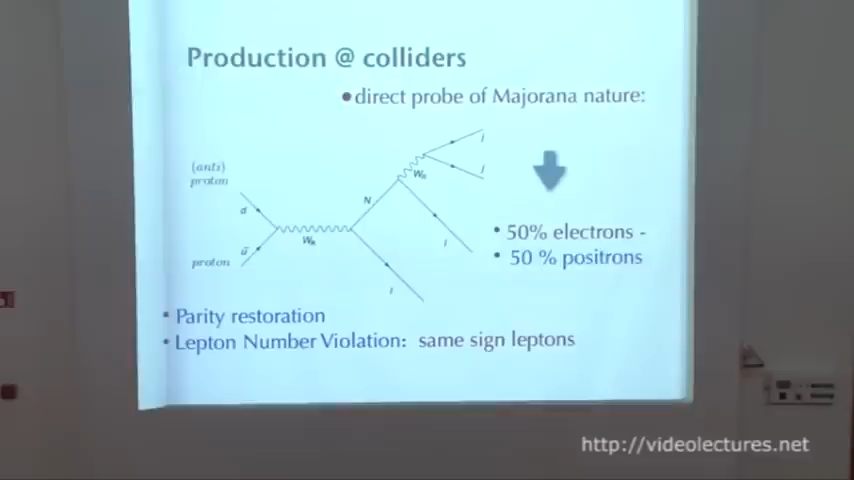 Production @ colliders
•direct probe of Majorana nature:
(anti)
proton
d
ū
proton
W_R
N
W_R
j
j
l
l
• 50% electrons -
• 50 % positrons
• Parity restoration
• Lepton Number Violation: same sign leptons
http://videolectures.net